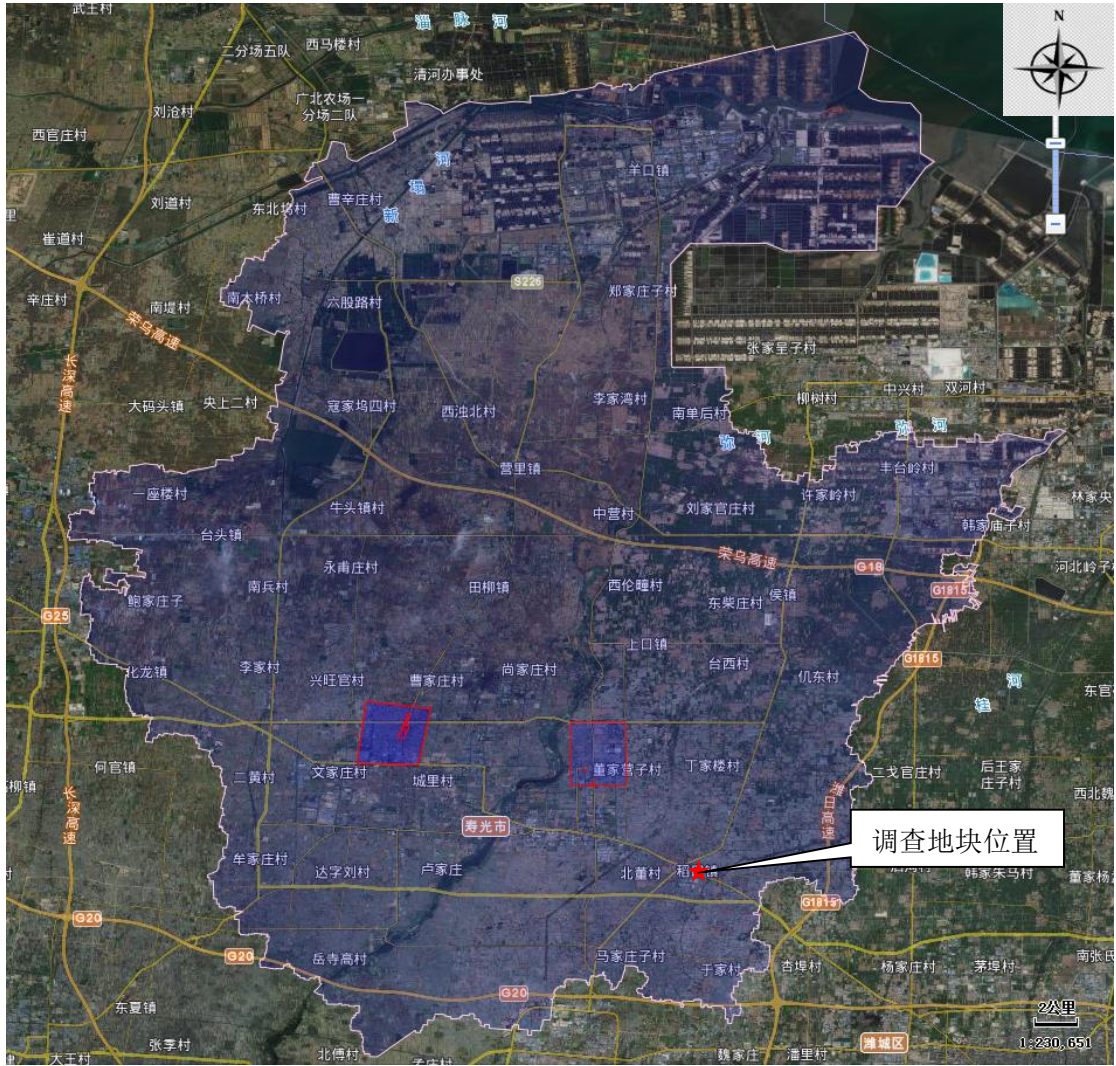 武王村
淄脉河
二分场五队
西马楼村
清河办事处
N
刘沧村
广北农场一
分场二队
西官庄村
河
塌
新
羊口镇
曹辛庄村
刘道村
东北坞村
崔道村
S226
辛庄村
南堤村
南木桥村
六股路村
郑家庄子村
荣乌高速
长深高速
张家呈子村
大码头镇
央上二村
寇家坞四村
西浊北村
李家湾村
南单后村
柳树村
中兴村
双河村
弥河
弥河
营里镇
丰台岭村
一座楼村
牛头镇村
中营村
刘家官庄村
许家岭村
林家央
台头镇
韩家庙子村
荣乌高速
永甫庄村
G18
河北岭子村
鲍家庄子
南兵村
田柳镇
西伦疃村
东柴庄村
侯镇
G1815
G25
上口镇
G1815
化龙镇
李家村
兴旺官村
曹家庄村
尚家庄村
台西村
仉东村
桂河
东官
何官镇
二黄村
文家庄村
城里村
董家营子村
丁家楼村
二戈官庄村
后王家
庄子村
柳镇
西北魏
长深高速
潍日高速
寿光市
调查地块位置
牟家庄村
达字刘村
卢家庄
北董村
韩家朱马村
董家杨
G1815
G20
G20
岳寺高村
马家庄子村
于家村
杏埠村
杨家庄村
茅埠村
南张氏
G20
东夏镇
2公里
1:230,651
张季村
大王村
北傅村
魏家庄
潘里村
潍城区